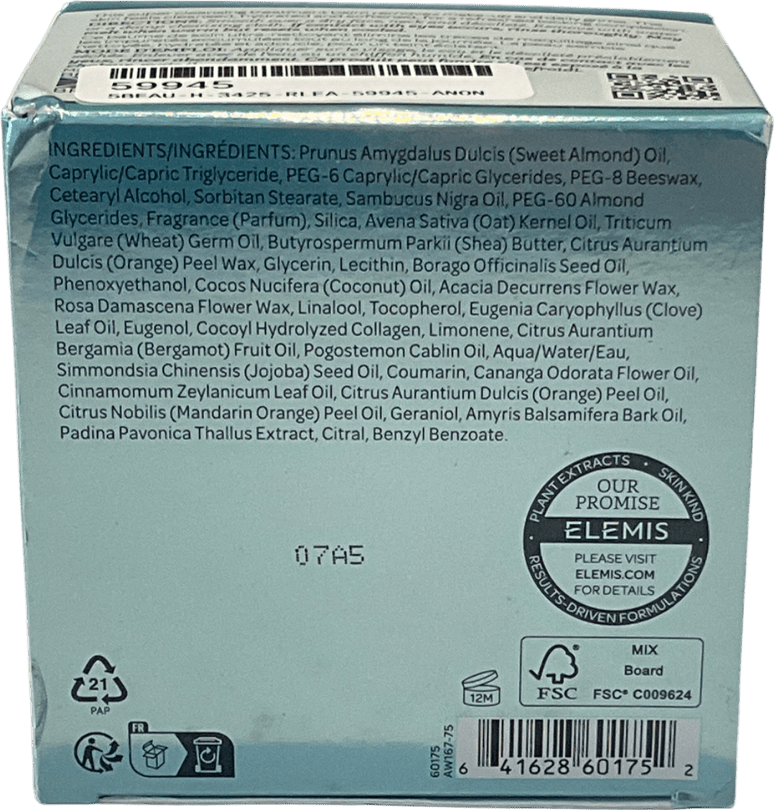 59945
5BEAU-H-3425-RLEA-59945-ANON
INGREDIENTS/INGRÉDIENTS: Prunus Amygdalus Dulcis (Sweet Almond) Oil,
Caprylic/Capric Triglyceride, PEG-6 Caprylic/Capric Glycerides, PEG-8 Beeswax,
Cetearyl Alcohol, Sorbitan Stearate, Sambucus Nigra Oil, PEG-60 Almond
Glycerides, Fragrance (Parfum), Silica, Avena Sativa (Oat) Kernel Oil, Triticum
Vulgare (Wheat) Germ Oil, Butyrospermum Parkii (Shea) Butter, Citrus Aurantium
Dulcis (Orange) Peel Wax, Glycerin, Lecithin, Borago Officinalis Seed Oil,
Phenoxyethanol, Cocos Nucifera (Coconut) Oil, Acacia Decurrens Flower Wax,
Rosa Damascena Flower Wax, Linalool, Tocopherol, Eugenia Caryophyllus (Clove)
Leaf Oil, Eugenol, Cocoyl Hydrolyzed Collagen, Limonene, Citrus Aurantium
Bergamia (Bergamot) Fruit Oil, Pogostemon Cablin Oil, Aqua/Water/Eau,
Simmondsia Chinensis (Jojoba) Seed Oil, Coumarin, Cananga Odorata Flower Oil,
Cinnamomum Zeylanicum Leaf Oil, Citrus Aurantium Dulcis (Orange) Peel Oil,
Citrus Nobilis (Mandarin Orange) Peel Oil, Geraniol, Amyris Balsamifera Bark Oil,
Padina Pavonica Thallus Extract, Citral, Benzyl Benzoate.
PLANT EXTRACTS • SKIN KIND
OUR
PROMISE
ELEMIS
PLEASE VISIT
ELEMIS.COM
FOR DETAILS
RESULTS-DRIVEN FORMULATIONS
07A5
21
PAP
12M
FSC
MIX
Board
FSC® C009624
FR
60175
AW167-75
6 41628 60175 2